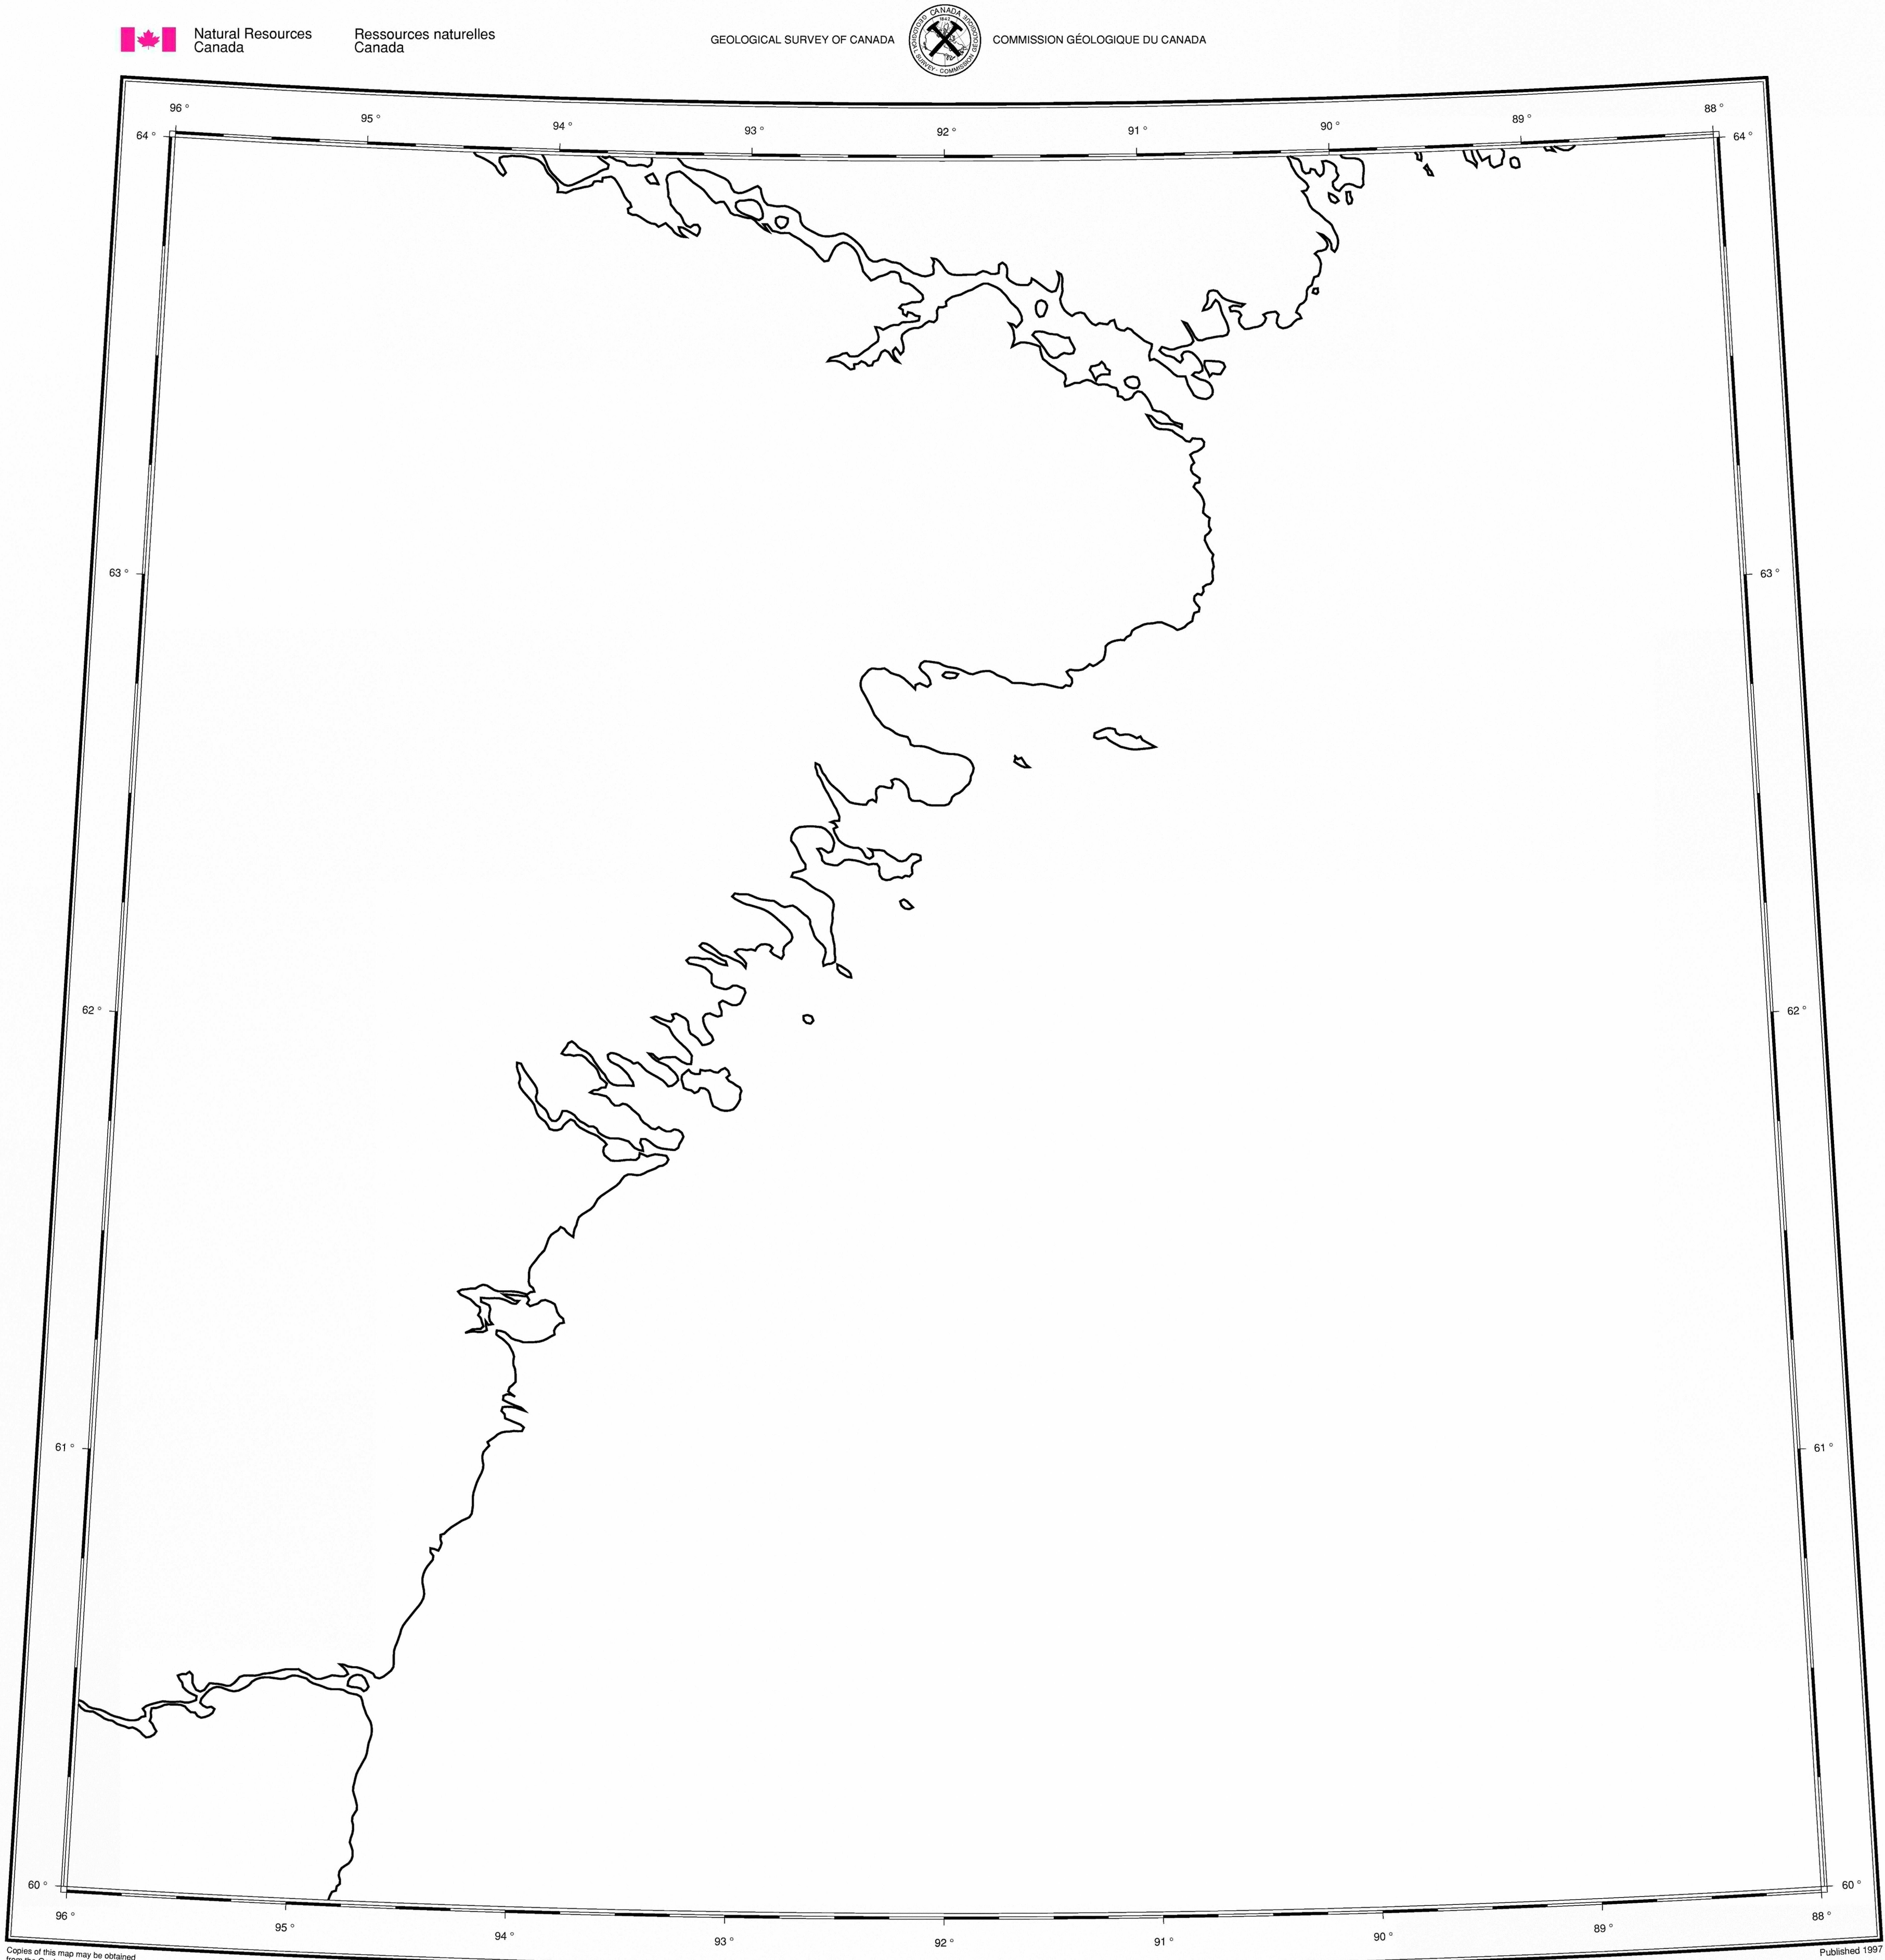 Natural Resources
Canada
Ressources naturelles
Canada
GEOLOGICAL SURVEY OF CANADA
COMMISSION GÉOLOGIQUE DU CANADA
96° 95° 94° 93° 92° 91° 90° 89° 88°
64° 64°
63° 63°
62° 62°
61° 61°
60° 60°
96° 95° 94° 93° 92° 91° 90° 89° 88°
Copies of this map may be obtained
Published 1997